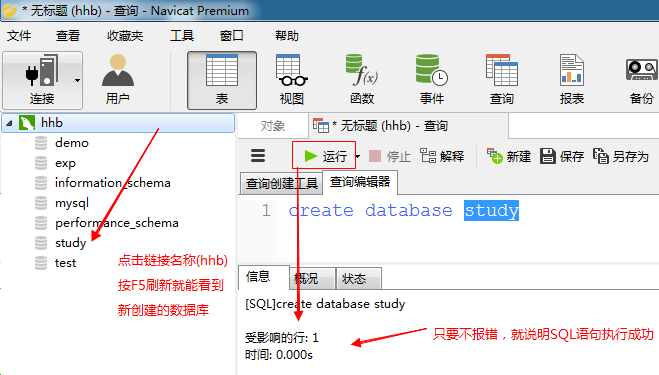 * 无标题 (hhb) - 查询 - Navicat Premium
文件 查看 收藏夹 工具 窗口 帮助
连接 用户 表 视图 f(x) 函数 事件 查询 报表 备份
hhb
demo
exp
information_schema
mysql
performance_schema
study
test
点击链接名称(hhb)
按F5刷新就能看到
新创建的数据库
对象 * 无标题 (hhb) - 查询
运行 停止 解释 新建 保存 另存为
查询创建工具 查询编辑器
1 create database study
信息 概况 状态
[SQL]create database study
受影响的行: 1
时间: 0.000s
只要不报错，就说明SQL语句执行成功